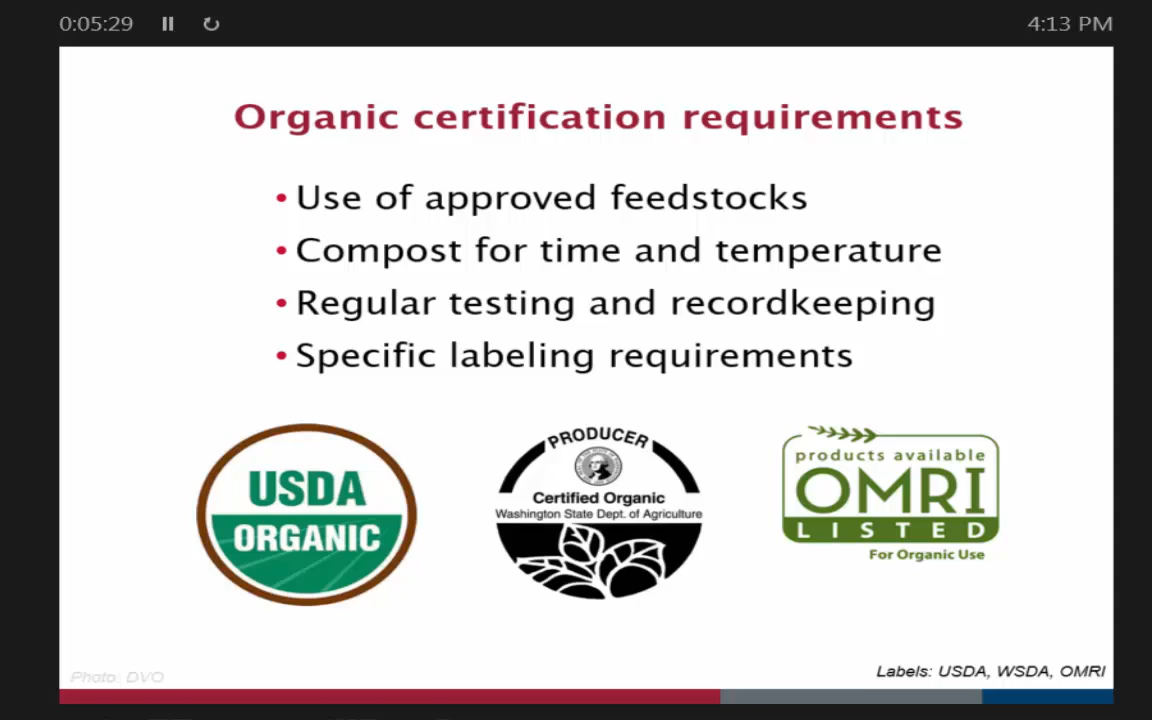 0:05:29
4:13 PM
Organic certification requirements
• Use of approved feedstocks
• Compost for time and temperature
• Regular testing and recordkeeping
• Specific labeling requirements
USDA
ORGANIC
PRODUCER
Certified Organic
Washington State Dept. of Agriculture
products available
OMRI
LISTED
For Organic Use
Photo: DVO
Labels: USDA, WSDA, OMRI